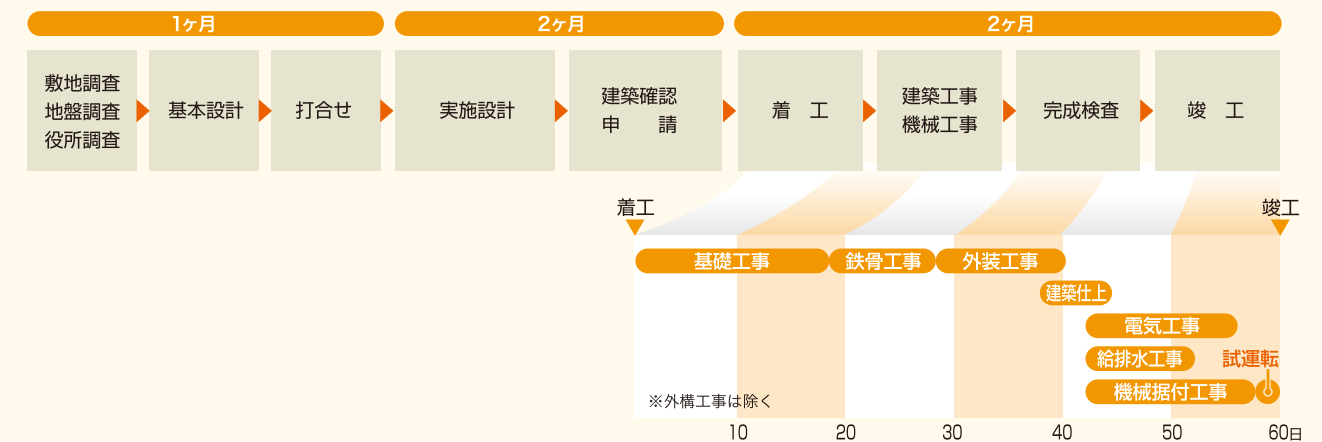 1ヶ月
2ヶ月
2ヶ月
敷地調査
地盤調査
役所調査
基本設計
打合せ
実施設計
建築確認
申　　請
着　工
建築工事
機械工事
完成検査
竣　工
着工
竣工
基礎工事
鉄骨工事
外装工事
建築仕上
電気工事
給排水工事
試運転
機械据付工事
※外構工事は除く
10
20
30
40
50
60日